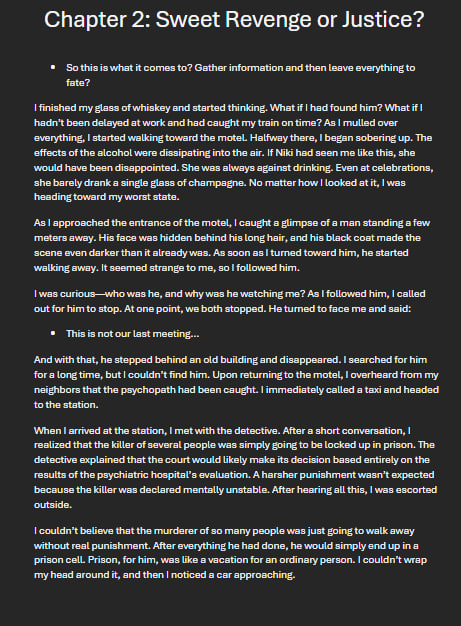 Chapter 2: Sweet Revenge or Justice?
• So this is what it comes to? Gather information and then leave everything to
fate?
I finished my glass of whiskey and started thinking. What if I had found him? What if I
hadn't been delayed at work and had caught my train on time? As I mulled over
everything, I started walking toward the motel. Halfway there, I began sobering up. The
effects of the alcohol were dissipating into the air. If Niki had seen me like this, she
would have been disappointed. She was always against drinking. Even at celebrations,
she barely drank a single glass of champagne. No matter how I looked at it, I was
heading toward my worst state.
As I approached the entrance of the motel, I caught a glimpse of a man standing a few
meters away. His face was hidden behind his long hair, and his black coat made the
scene even darker than it already was. As soon as I turned toward him, he started
walking away. It seemed strange to me, so I followed him.
I was curious—who was he, and why was he watching me? As I followed him, I called
out for him to stop. At one point, we both stopped. He turned to face me and said:
• This is not our last meeting...
And with that, he stepped behind an old building and disappeared. I searched for him
for a long time, but I couldn't find him. Upon returning to the motel, I overheard from my
neighbors that the psychopath had been caught. I immediately called a taxi and headed
to the station.
When I arrived at the station, I met with the detective. After a short conversation, I
realized that the killer of several people was simply going to be locked up in prison. The
detective explained that the court would likely make its decision based entirely on the
results of the psychiatric hospital's evaluation. A harsher punishment wasn't expected
because the killer was declared mentally unstable. After hearing all this, I was escorted
outside.
I couldn't believe that the murderer of so many people was just going to walk away
without real punishment. After everything he had done, he would simply end up in a
prison cell. Prison, for him, was like a vacation for an ordinary person. I couldn't wrap
my head around it, and then I noticed a car approaching.